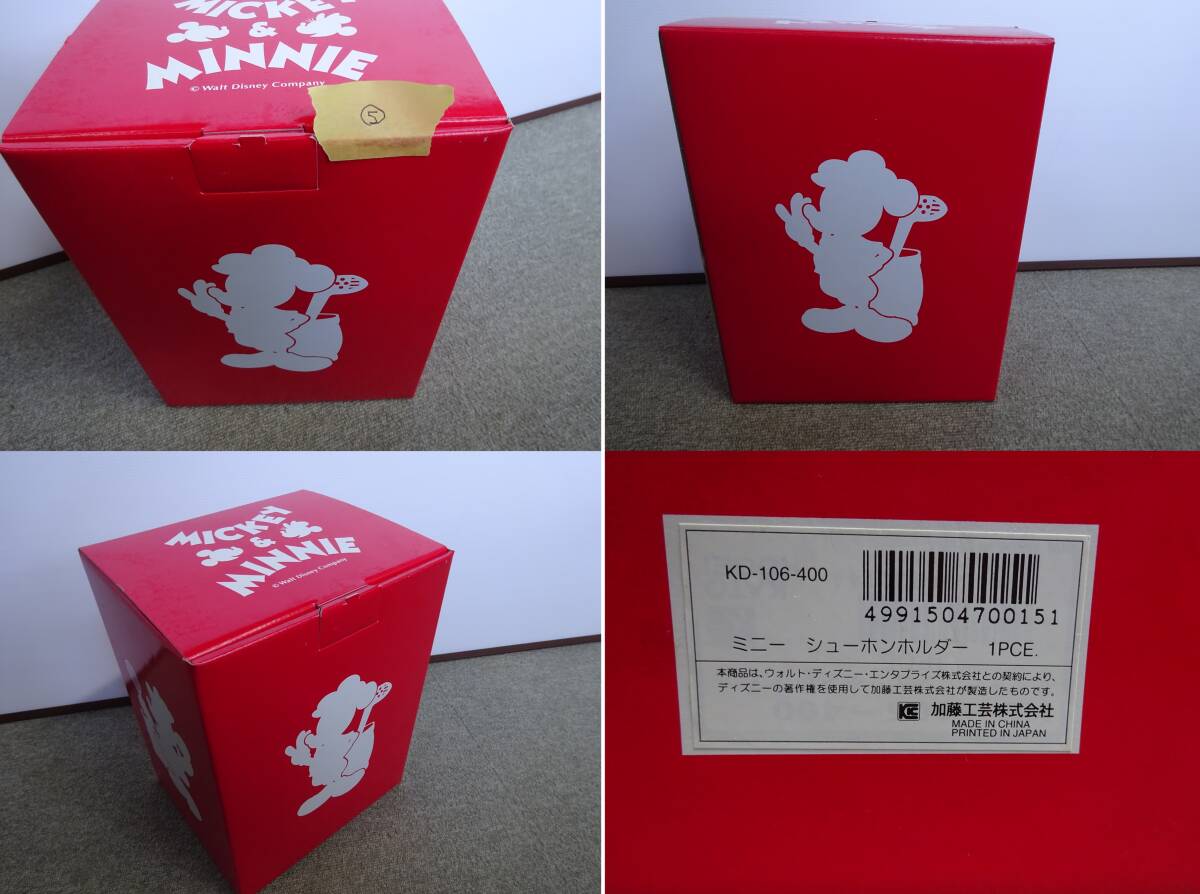 MICKEY
&
MINNIE
© Walt Disney Company
⑤
MICKEY
&
MINNIE
© Walt Disney Company
KD-106-400
4991504700151
ミニー シューホンホルダー 1PCE.
本商品は、ウォルト・ディズニー・エンタプライズ株式会社との契約により、
ディズニーの著作権を使用して加藤工芸株式会社が製造したものです。
加藤工芸株式会社
MADE IN CHINA
PRINTED IN JAPAN